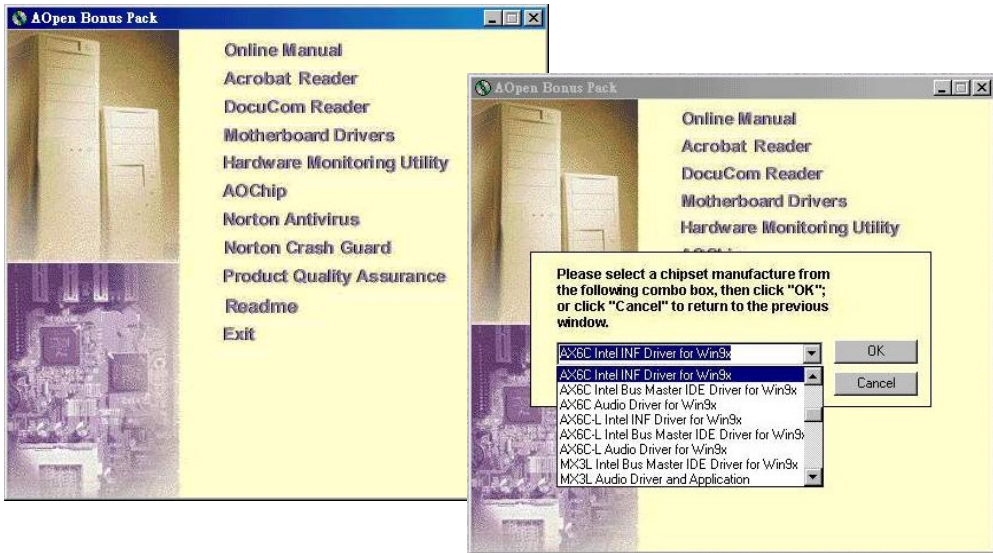 AOpen Bonus Pack
Online Manual
Acrobat Reader
DocuCom Reader
Motherboard Drivers
Hardware Monitoring Utility
AOChip
Norton Antivirus
Norton Crash Guard
Product Quality Assurance
Readme
Exit
AOpen Bonus Pack
Online Manual
Acrobat Reader
DocuCom Reader
Motherboard Drivers
Hardware Monitoring Utility
Please select a chipset manufacture from
the following combo box, then click "OK";
or click "Cancel" to return to the previous
window.
AX6C Intel INF Driver for Win9x
OK
Cancel
AX6C Intel INF Driver for Win9x
AX6C Intel Bus Master IDE Driver for Win9x
AX6C Audio Driver for Win9x
AX6C-L Intel INF Driver for Win9x
AX6C-L Intel Bus Master IDE Driver for Win9x
AX6C-L Audio Driver for Win9x
MX3L Intel Bus Master IDE Driver for Win9x
MX3L Audio Driver and Application